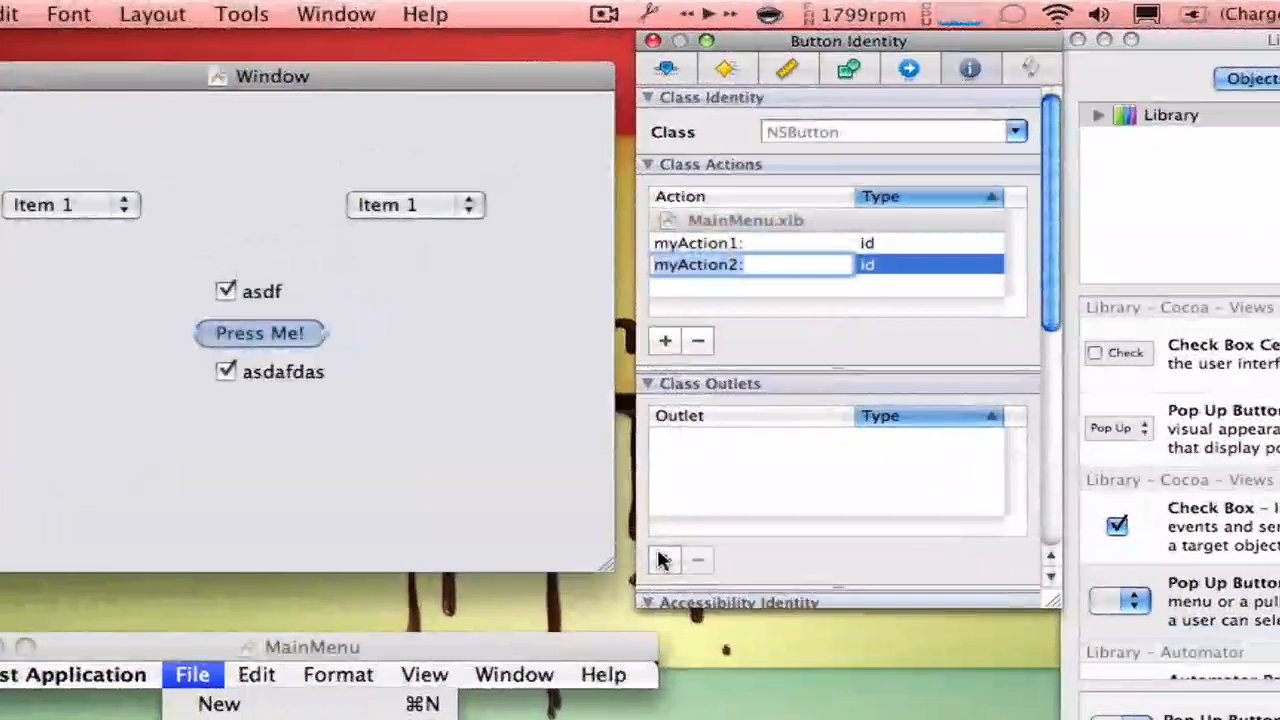 dit Font Layout Tools Window Help 1799rpm (Charge
Window
Item 1
Item 1
asdf
Press Me!
asdafdas
Button Identity
Class Identity
Class NSButton
Class Actions
Action Type
MainMenu.xib
myAction1: id
myAction2: id
+ −
Class Outlets
Outlet Type
−
Accessibility Identity
Li
Objects
Library
Library – Cocoa – Views
Check
Check Box Ce
the user interf
Pop Up
Pop Up Butto
visual appeara
that display po
Library – Cocoa – Views
Check Box – I
events and se
a target objec
Pop Up Butto
menu or a pul
a user can sele
Library – Automator
MainMenu
st Application File Edit Format View Window Help
New ⌘N